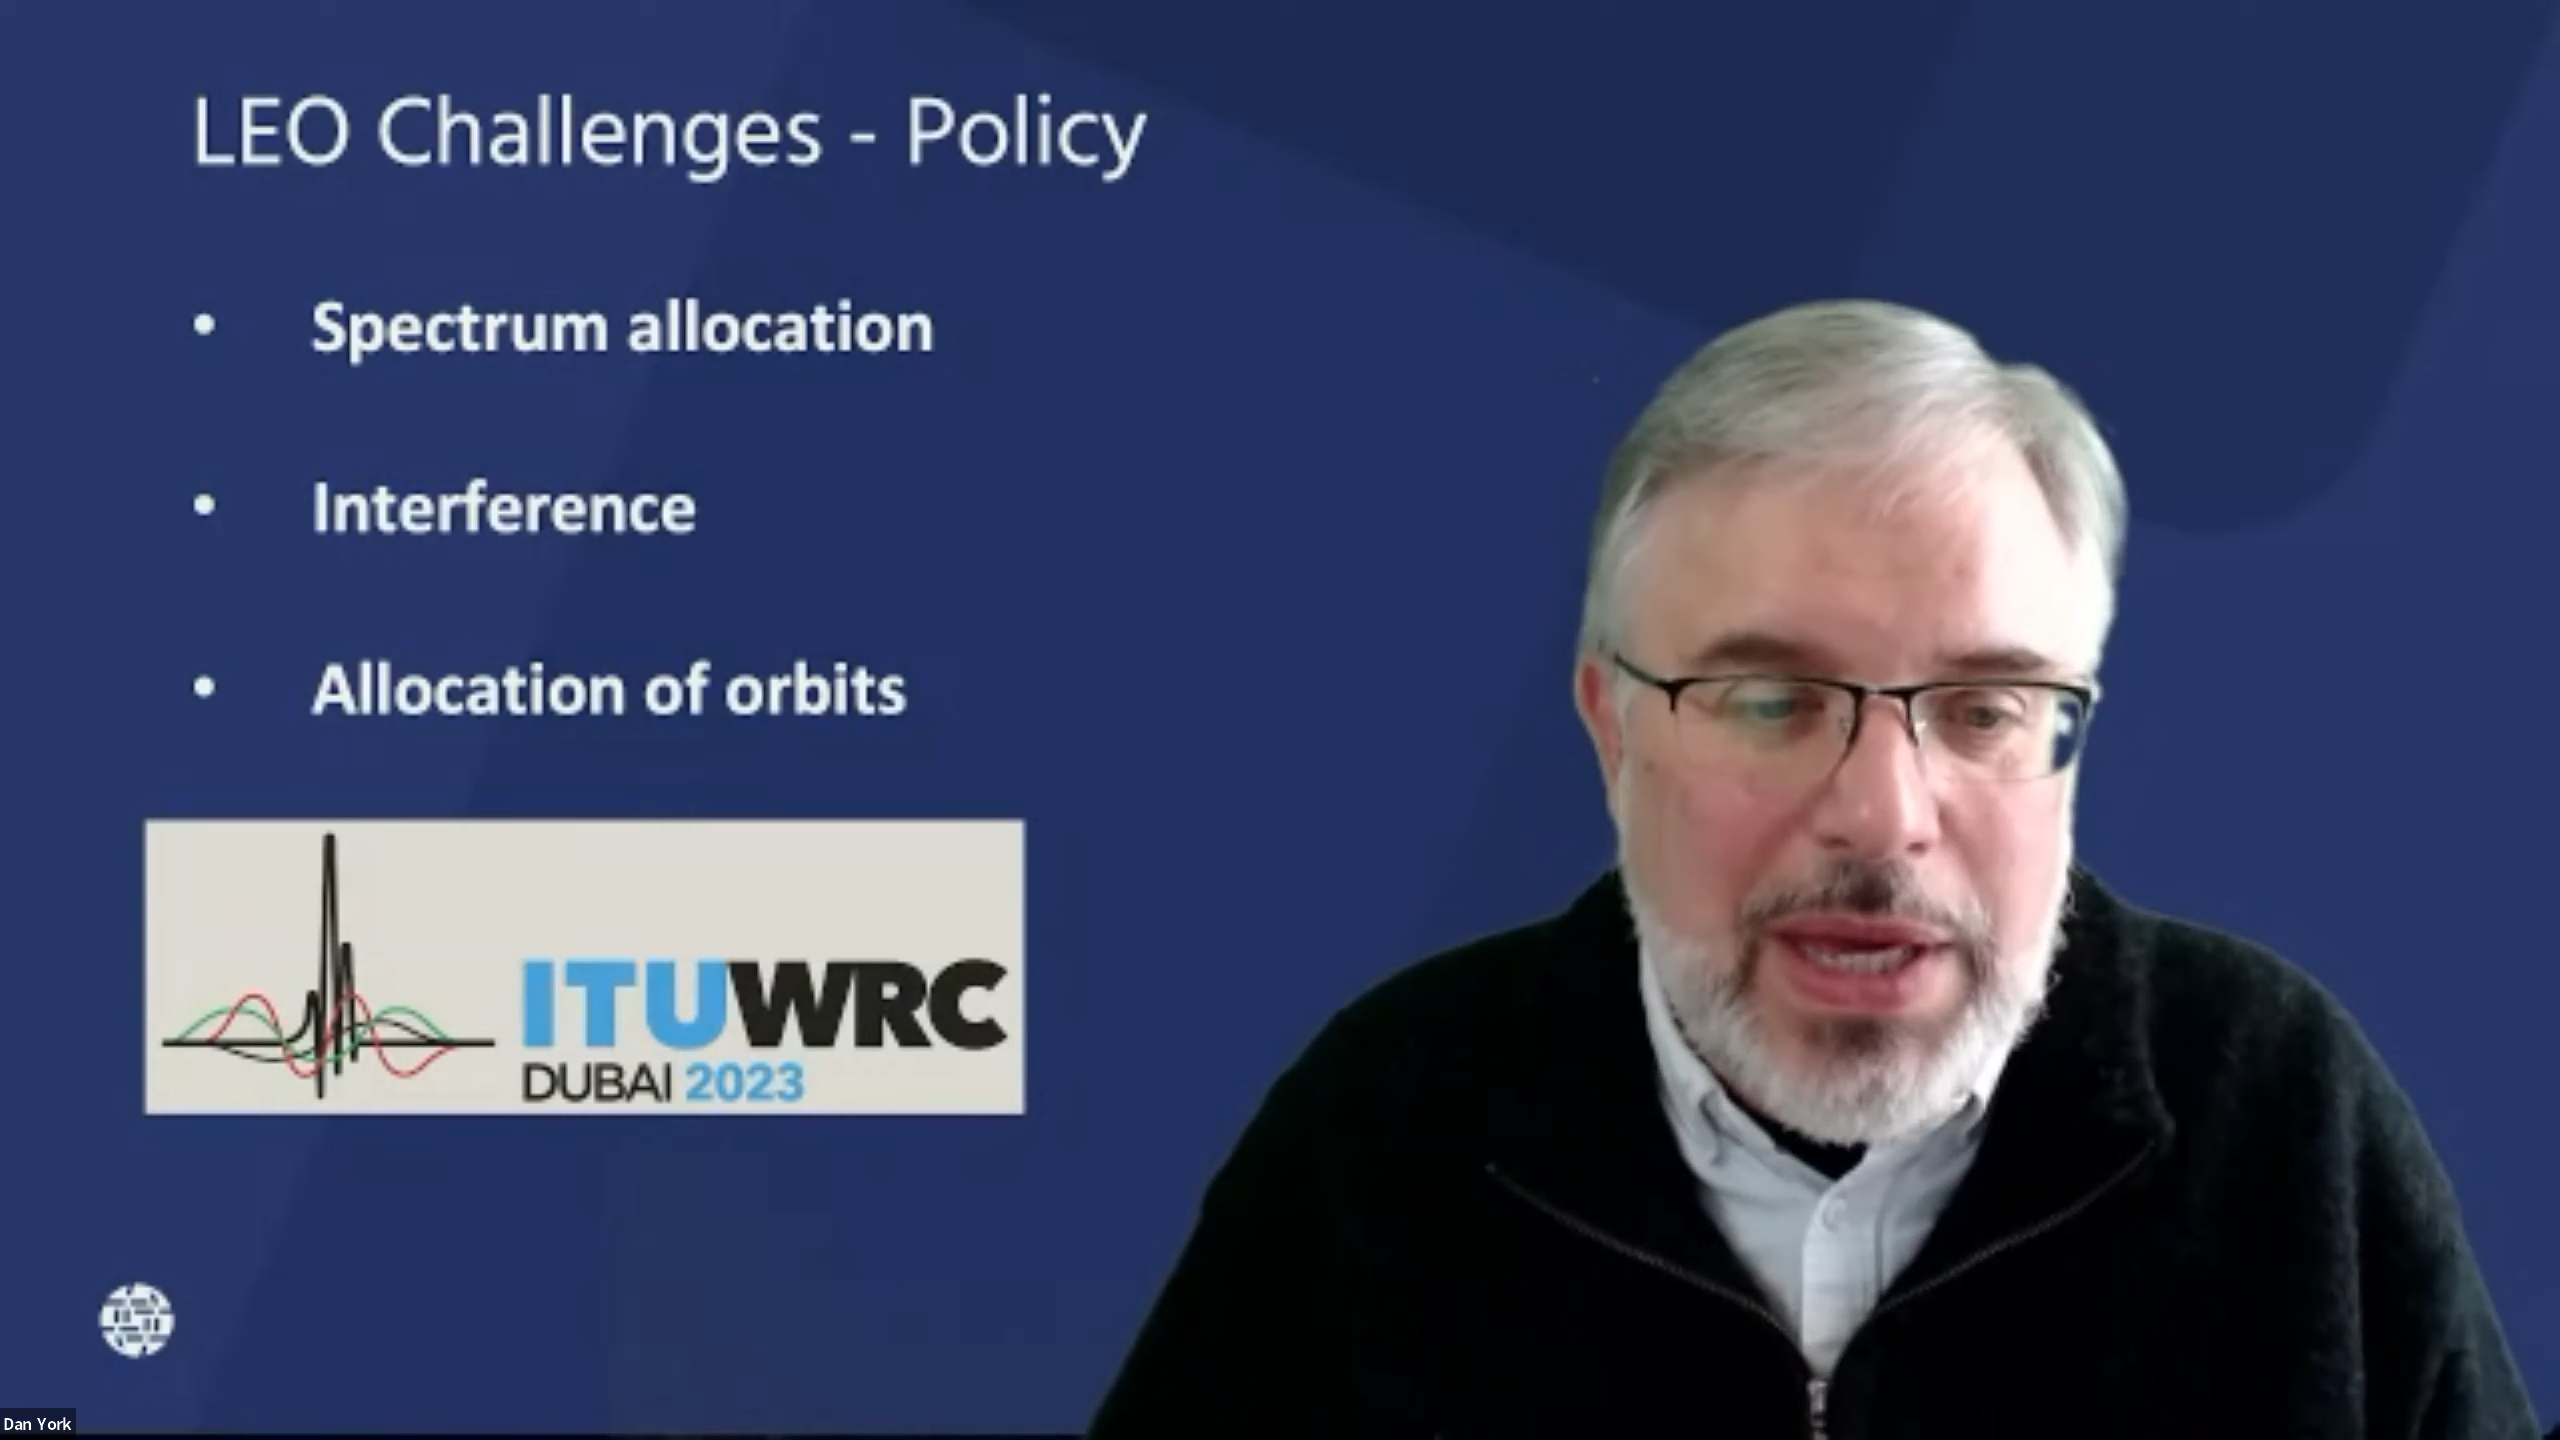 LEO Challenges - Policy
• Spectrum allocation
• Interference
• Allocation of orbits
ITUWRC
DUBAI 2023
Dan York